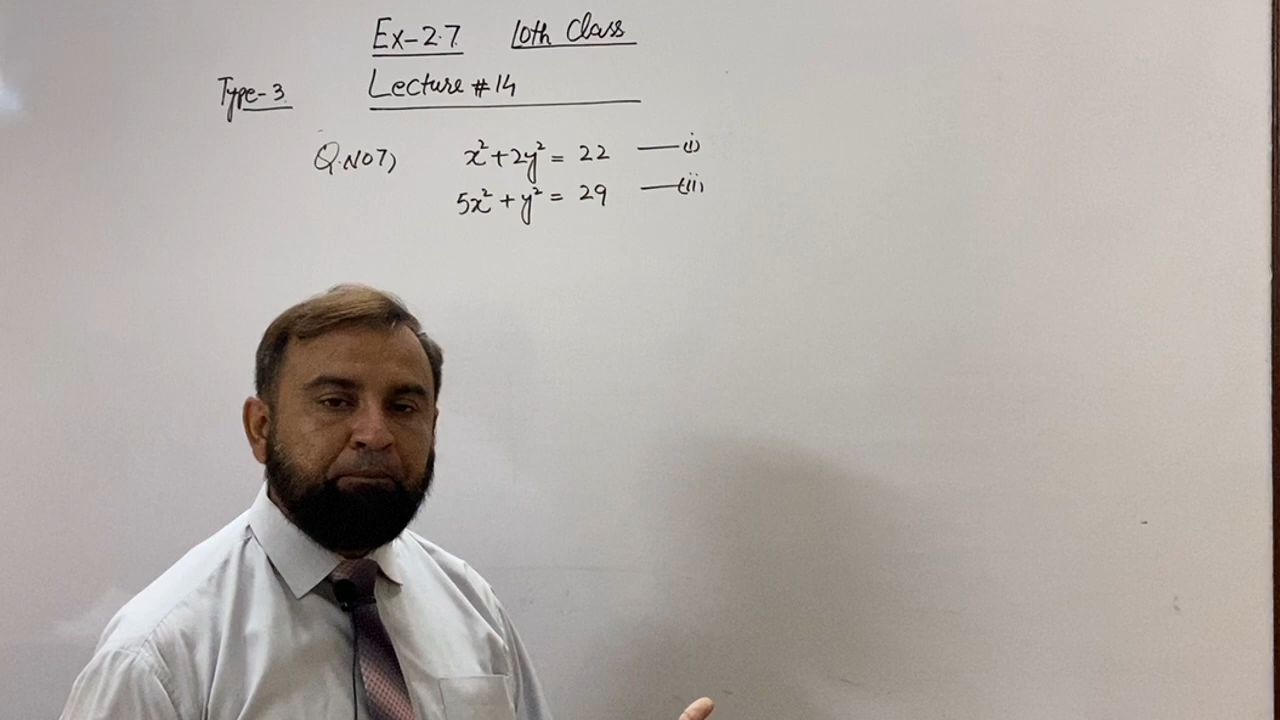 Ex-2.7 10th Class
Type-3. Lecture #14
Q.NO7) x²+2y² = 22 —(i)
5x²+y² = 29 —(ii)